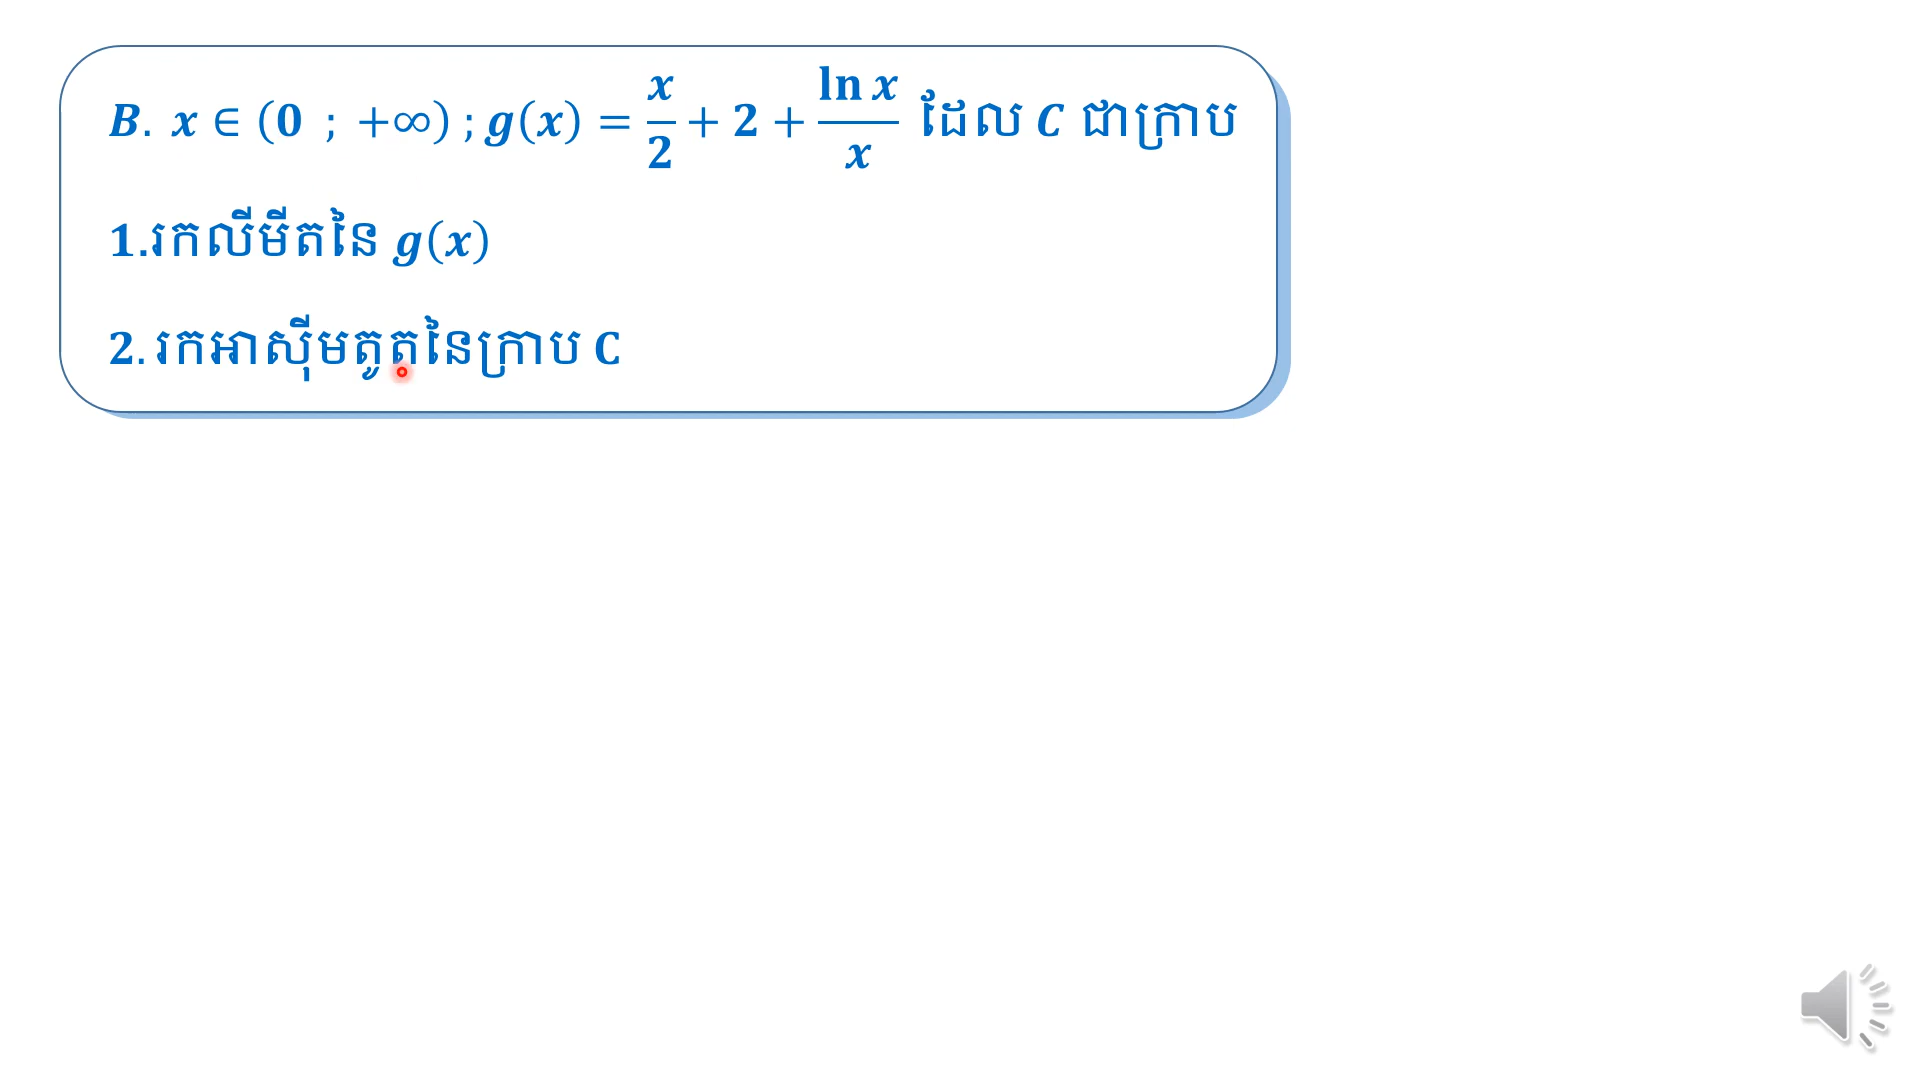 B. x ∈ (0 ; +∞) ; g(x) = x/2 + 2 + ln x/x ដែល C ជាក្រាប
1.រកលីមីតនៃ g(x)
2. រកអាស៊ីមតូតនៃក្រាប C